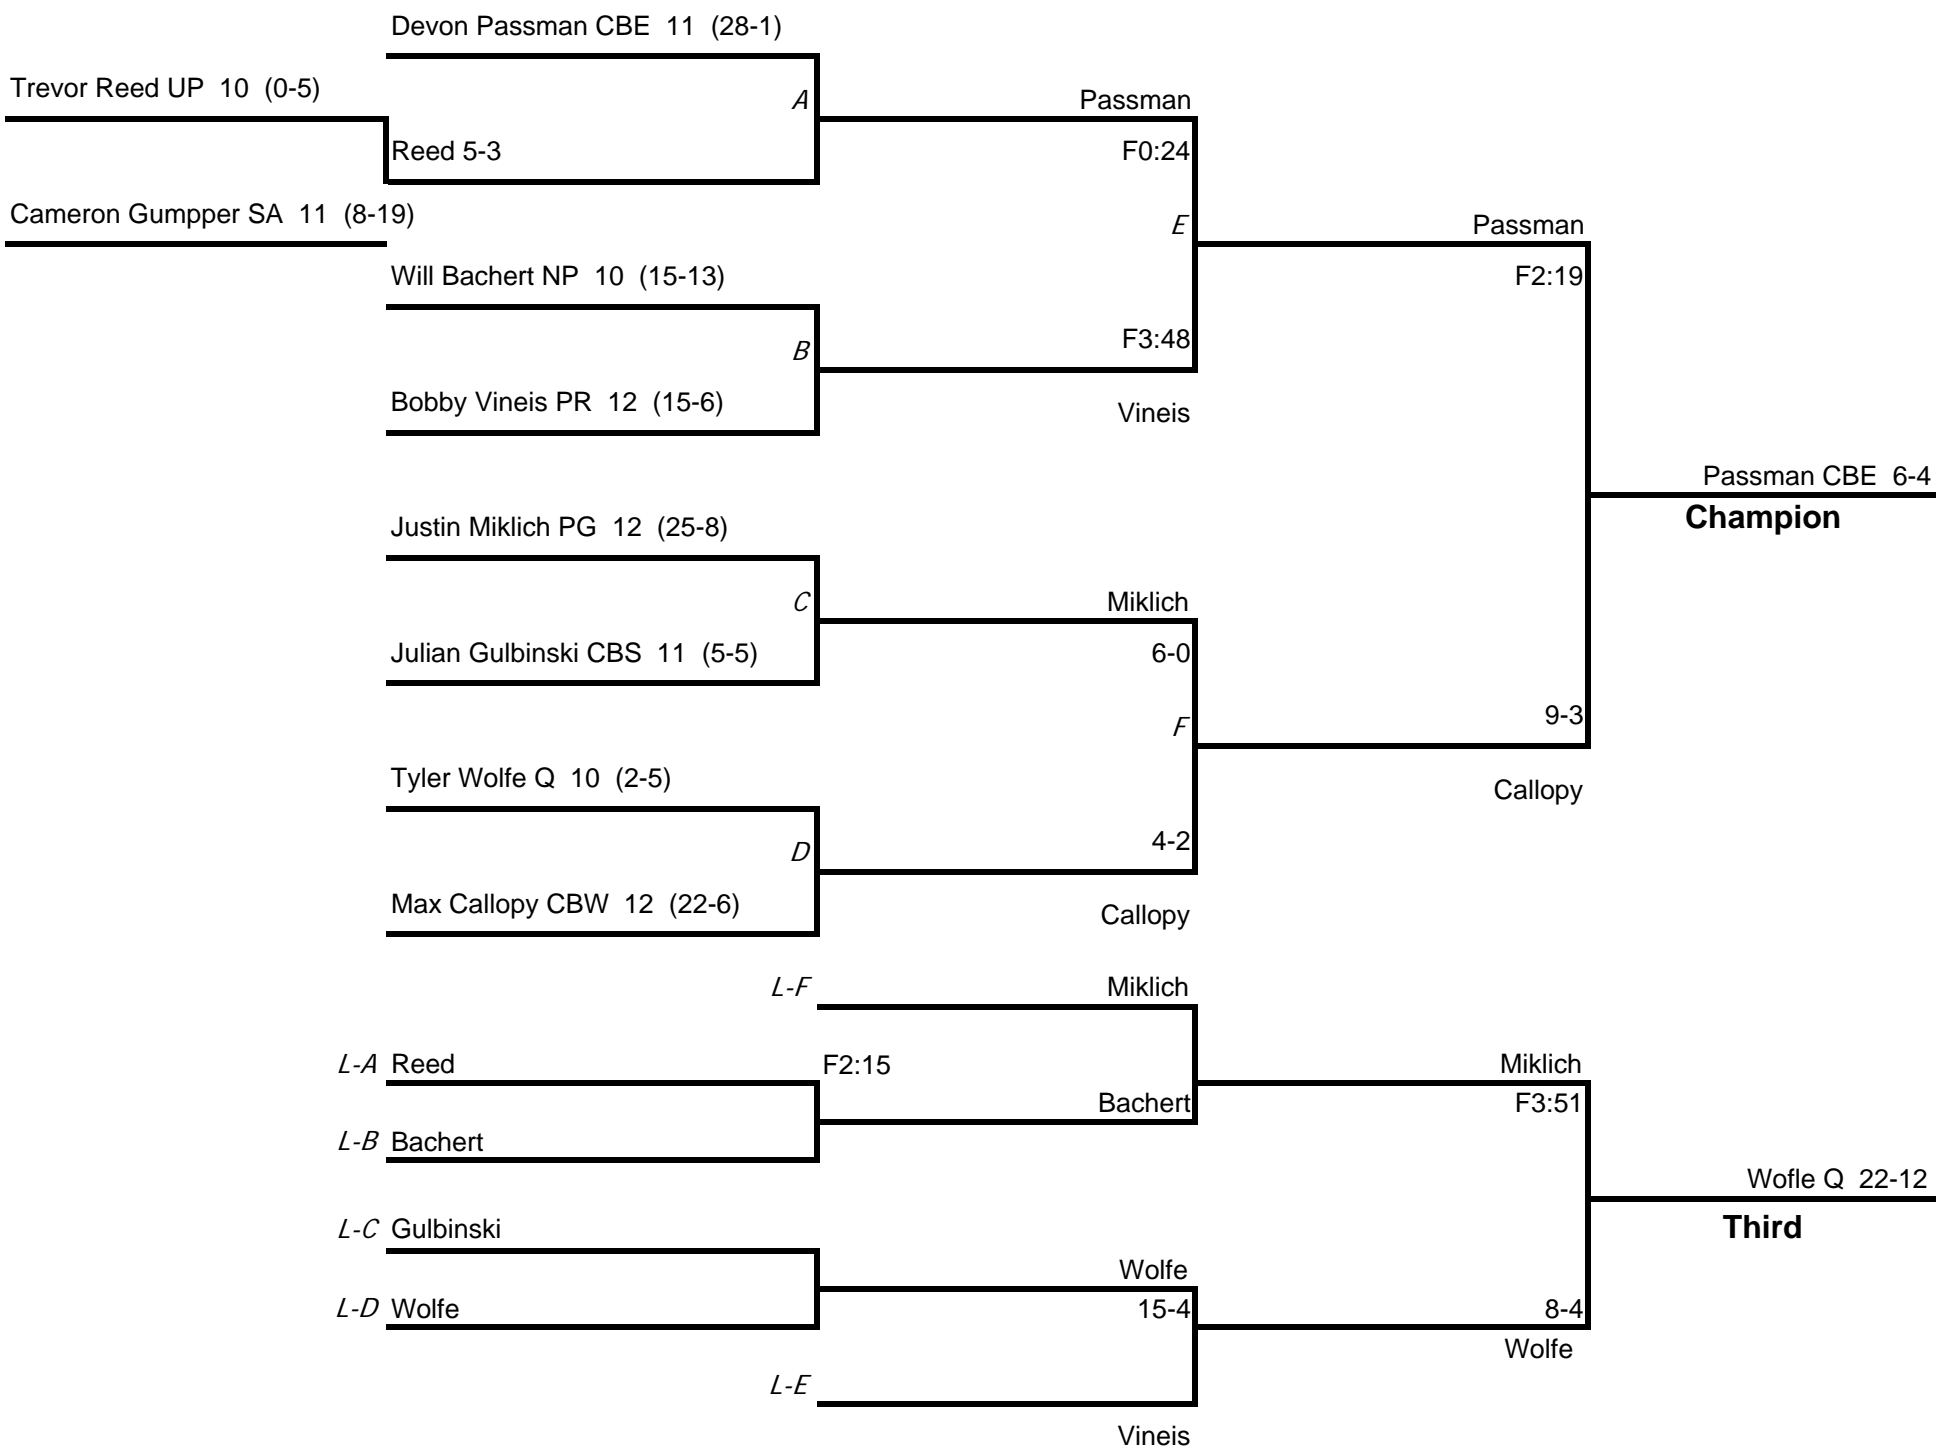 Devon Passman CBE 11 (28-1)
Trevor Reed UP 10 (0-5)
A
Passman
Reed 5-3
F0:24
Cameron Gumpper SA 11 (8-19)
E
Passman
Will Bachert NP 10 (15-13)
F2:19
B
F3:48
Bobby Vineis PR 12 (15-6)
Vineis
Passman CBE 6-4
Champion
Justin Miklich PG 12 (25-8)
C
Miklich
Julian Gulbinski CBS 11 (5-5)
6-0
F
9-3
Tyler Wolfe Q 10 (2-5)
Callopy
D
4-2
Max Callopy CBW 12 (22-6)
Callopy
L-F
Miklich
L-A Reed
F2:15
Miklich
Bachert
F3:51
L-B Bachert
Wofle Q 22-12
Third
L-C Gulbinski
Wolfe
L-D Wolfe
15-4
8-4
Wolfe
L-E
Vineis